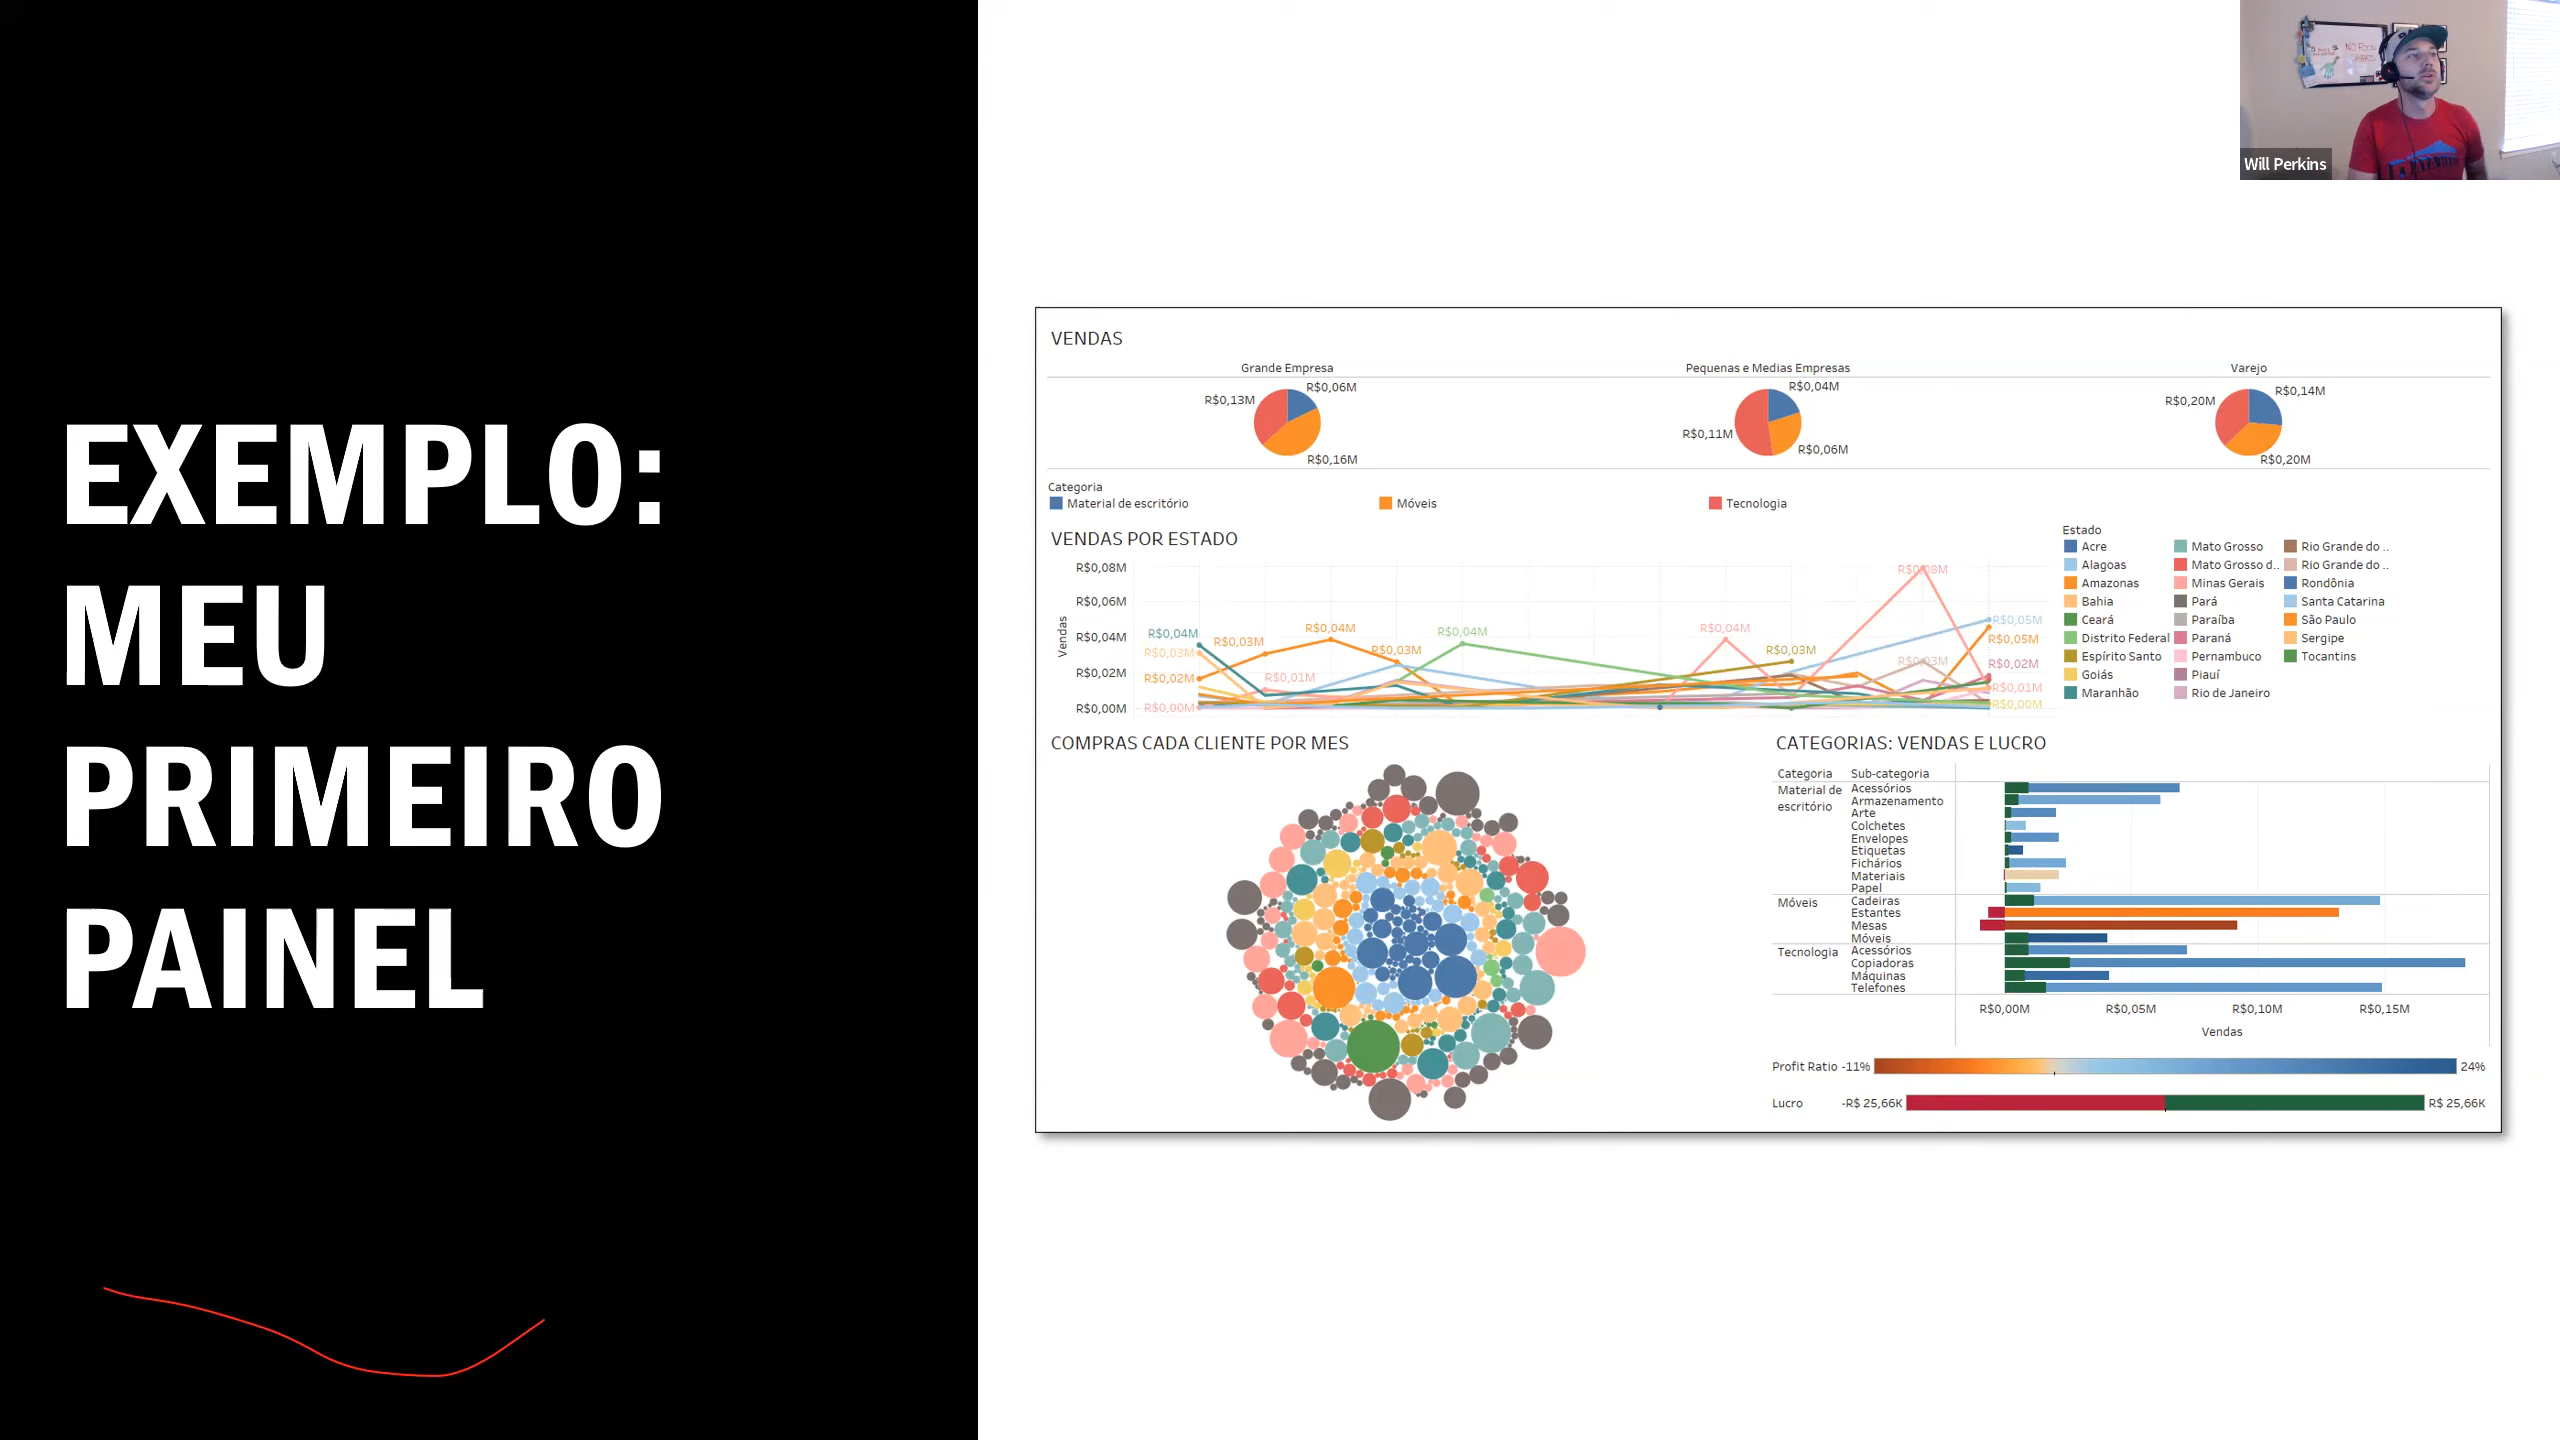 EXEMPLO:
MEU
PRIMEIRO
PAINEL
Will Perkins
VENDAS
Grande Empresa
Pequenas e Medias Empresas
Varejo
R$0,06M
R$0,13M
R$0,16M
R$0,04M
R$0,11M
R$0,06M
R$0,14M
R$0,20M
R$0,20M
Categoria
Material de escritório
Móveis
Tecnologia
VENDAS POR ESTADO
Vendas
R$0,08M
R$0,06M
R$0,04M
R$0,02M
R$0,00M
R$0,04M
R$0,03M
R$0,02M
R$0,00M
R$0,03M
R$0,01M
R$0,04M
R$0,03M
R$0,04M
R$0,04M
R$0,03M
R$0,08M
R$0,03M
R$0,05M
R$0,05M
R$0,02M
R$0,01M
R$0,00M
Estado
Acre
Alagoas
Amazonas
Bahia
Ceará
Distrito Federal
Espírito Santo
Goiás
Maranhão
Mato Grosso
Mato Grosso d..
Minas Gerais
Pará
Paraíba
Paraná
Pernambuco
Piauí
Rio de Janeiro
Rio Grande do ..
Rio Grande do ..
Rondônia
Santa Catarina
São Paulo
Sergipe
Tocantins
COMPRAS CADA CLIENTE POR MES
CATEGORIAS: VENDAS E LUCRO
Categoria Sub-categoria
Material de escritório
Acessórios
Armazenamento
Arte
Colchetes
Envelopes
Etiquetas
Fichários
Materiais
Papel
Móveis
Cadeiras
Estantes
Mesas
Móveis
Tecnologia
Acessórios
Copiadoras
Máquinas
Telefones
R$0,00M R$0,05M R$0,10M R$0,15M
Vendas
Profit Ratio -11% 24%
Lucro -R$ 25,66K R$ 25,66K